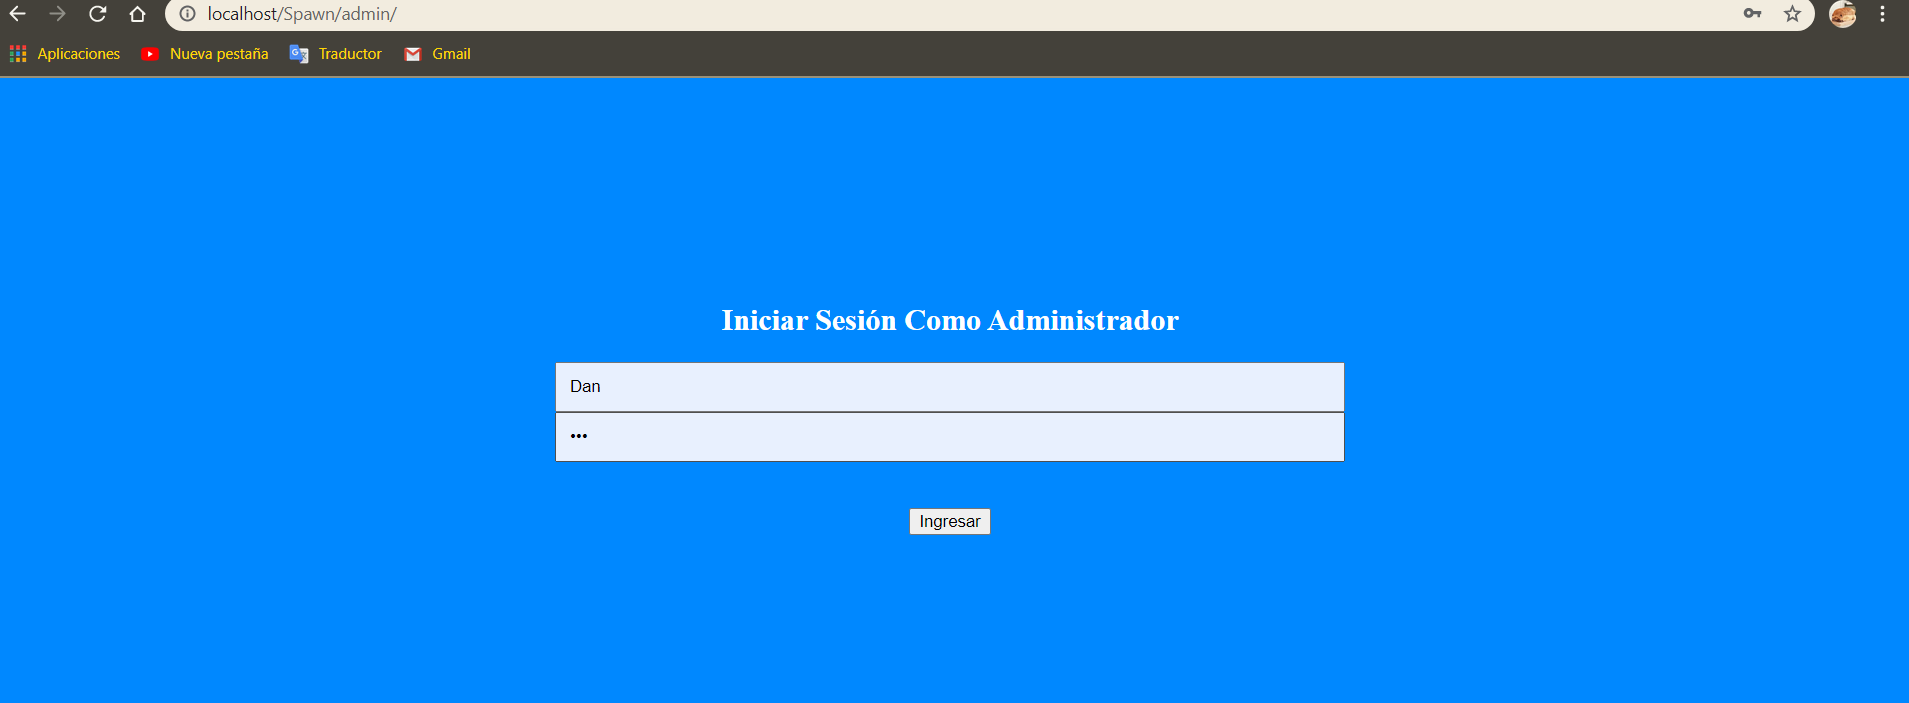 localhost/Spawn/admin/
Aplicaciones Nueva pestaña Traductor Gmail
Iniciar Sesión Como Administrador
Dan
•••
Ingresar